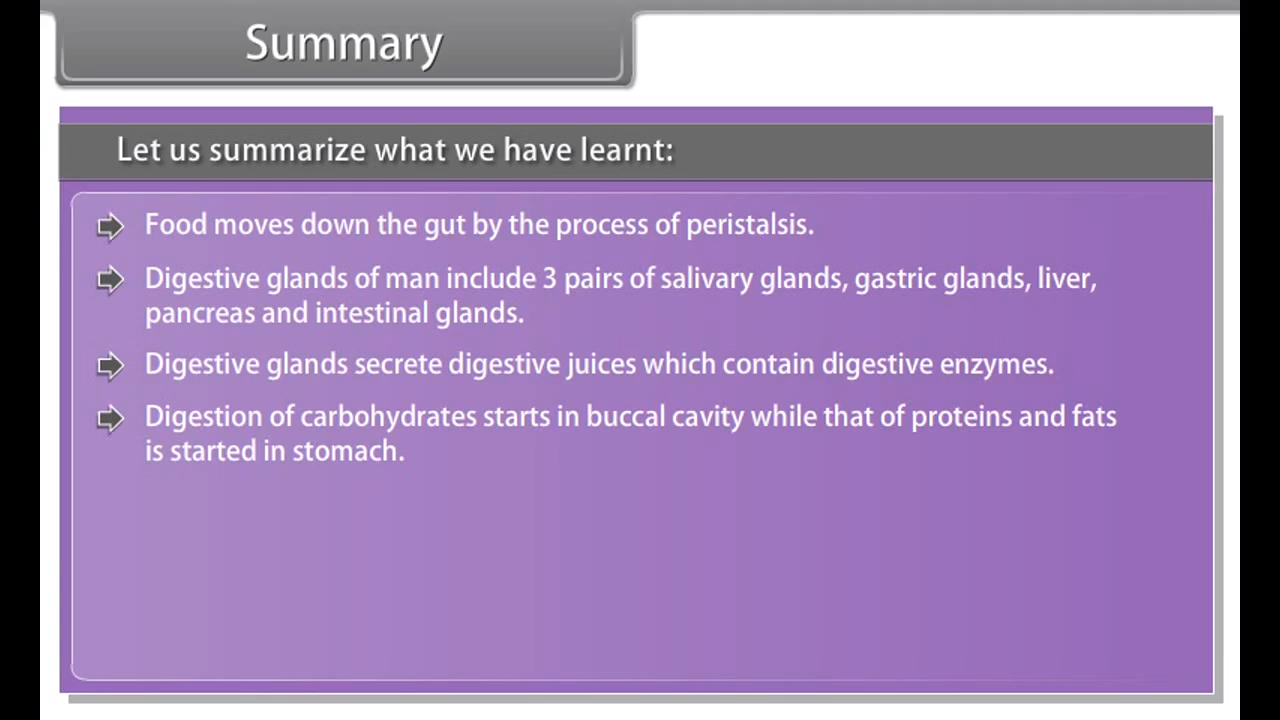 Summary
Let us summarize what we have learnt:
Food moves down the gut by the process of peristalsis.
Digestive glands of man include 3 pairs of salivary glands, gastric glands, liver,
pancreas and intestinal glands.
Digestive glands secrete digestive juices which contain digestive enzymes.
Digestion of carbohydrates starts in buccal cavity while that of proteins and fats
is started in stomach.